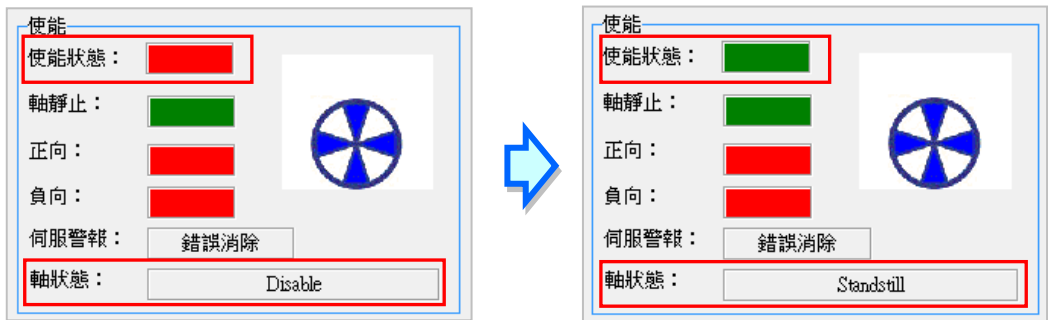 使能
使能狀態：
軸靜止：
正向：
負向：
伺服警報：
錯誤消除
軸狀態：
Disable
使能
使能狀態：
軸靜止：
正向：
負向：
伺服警報：
錯誤消除
軸狀態：
Standstill